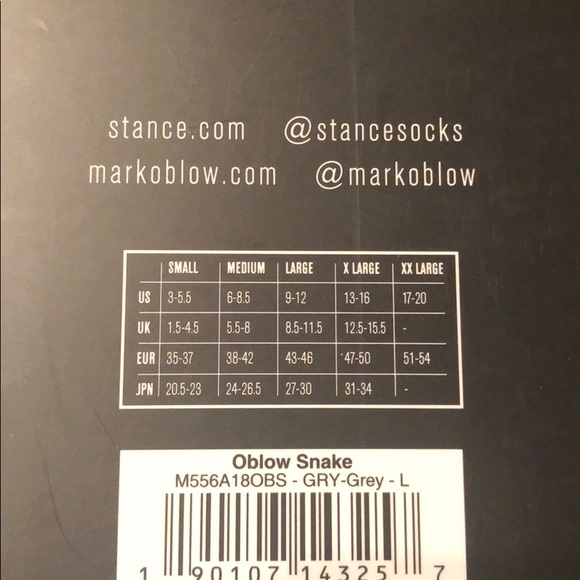 stance.com @stancesocks
markoblow.com @markoblow
SMALL MEDIUM LARGE X LARGE XX LARGE
US 3-5.5 6-8.5 9-12 13-16 17-20
UK 1.5-4.5 5.5-8 8.5-11.5 12.5-15.5 -
EUR 35-37 38-42 43-46 47-50 51-54
JPN 20.5-23 24-26.5 27-30 31-34 -
Oblow Snake
M556A18OBS - GRY-Grey - L
1 90107 14325 7